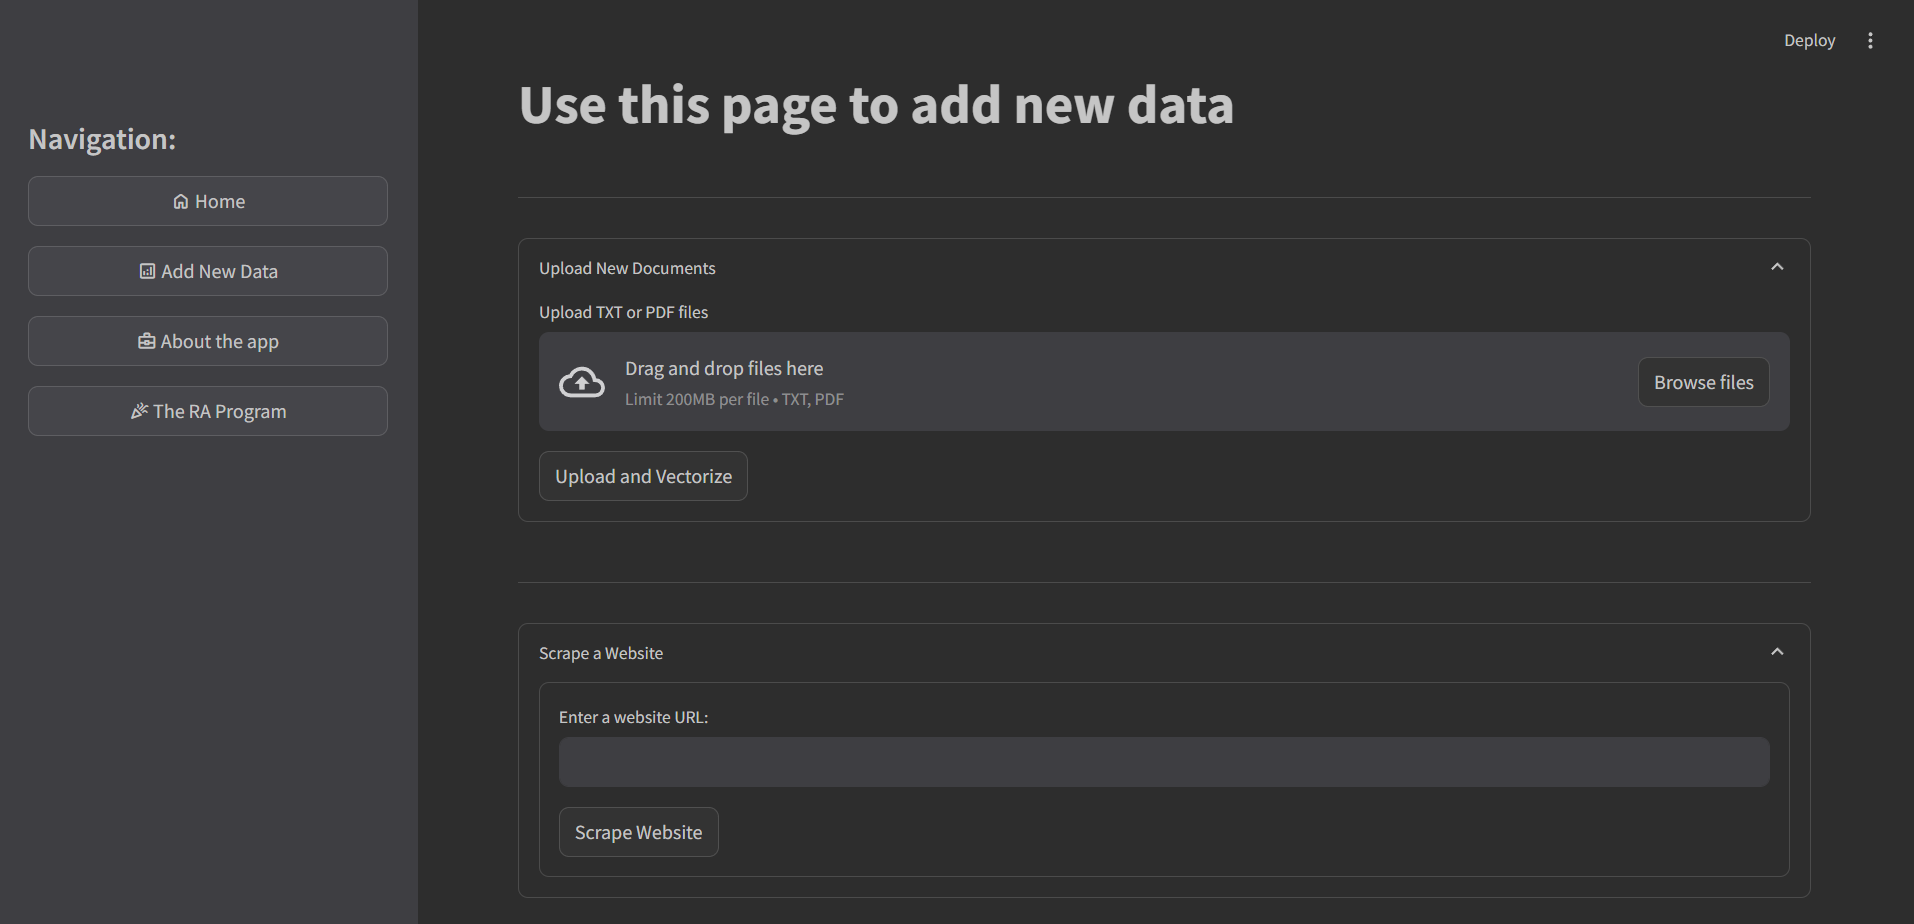 Deploy
Navigation:
Home
Add New Data
About the app
The RA Program
Use this page to add new data
Upload New Documents
Upload TXT or PDF files
Drag and drop files here
Limit 200MB per file • TXT, PDF
Browse files
Upload and Vectorize
Scrape a Website
Enter a website URL:
Scrape Website